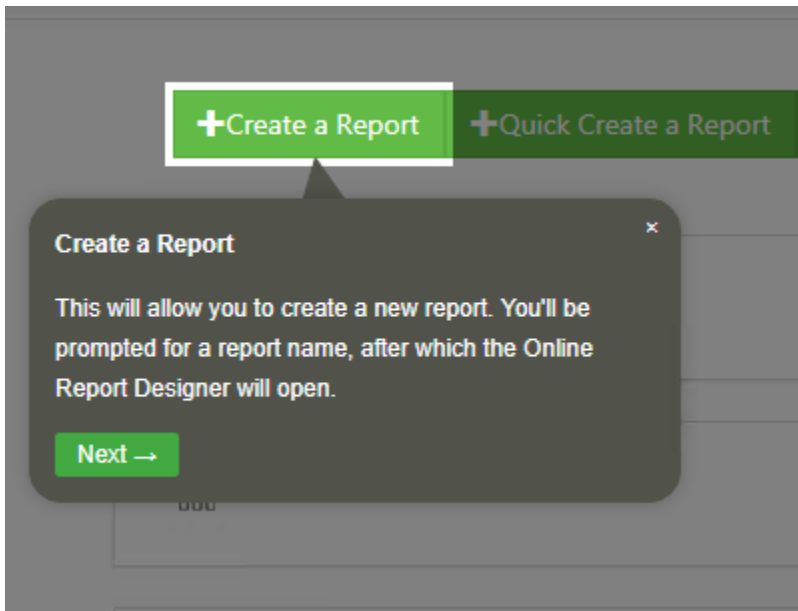 +Create a Report
+Quick Create a Report
×
Create a Report
This will allow you to create a new report. You'll be
prompted for a report name, after which the Online
Report Designer will open.
Next →